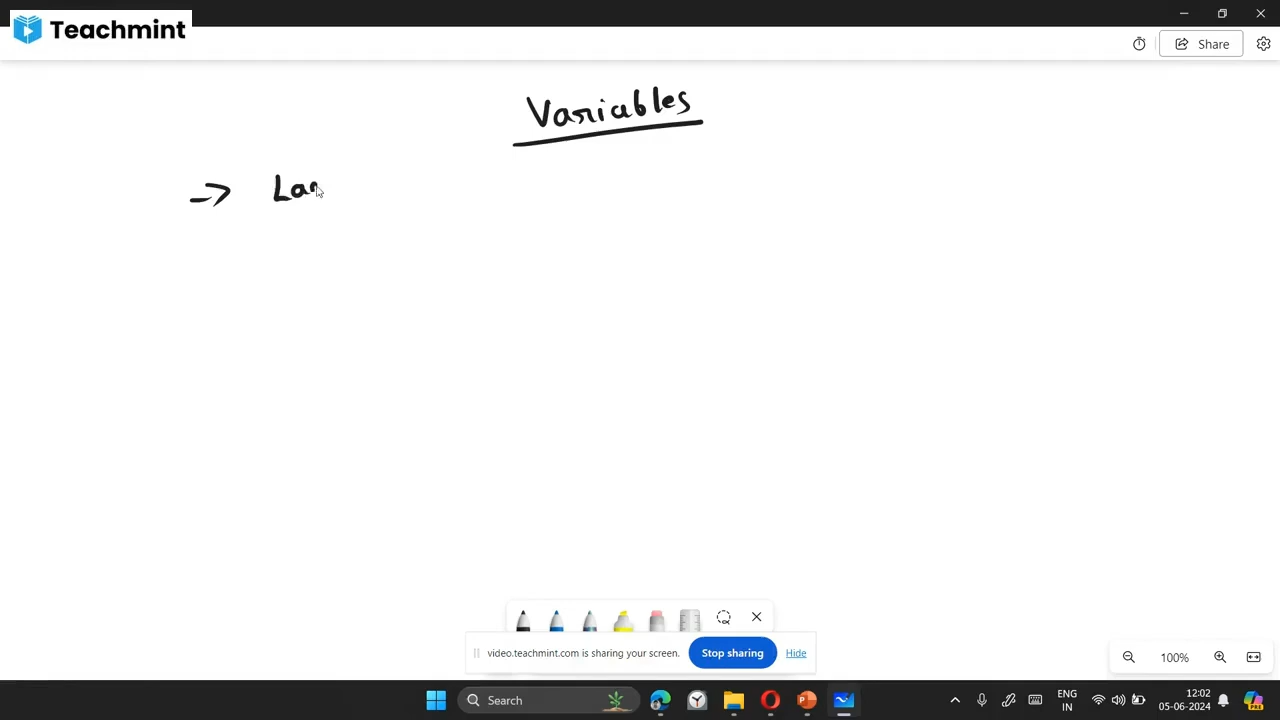 Teachmint
Share
Variables
-> Lan
video.teachmint.com is sharing your screen.
Stop sharing
Hide
100%
Search
ENG
IN
12:02
05-06-2024